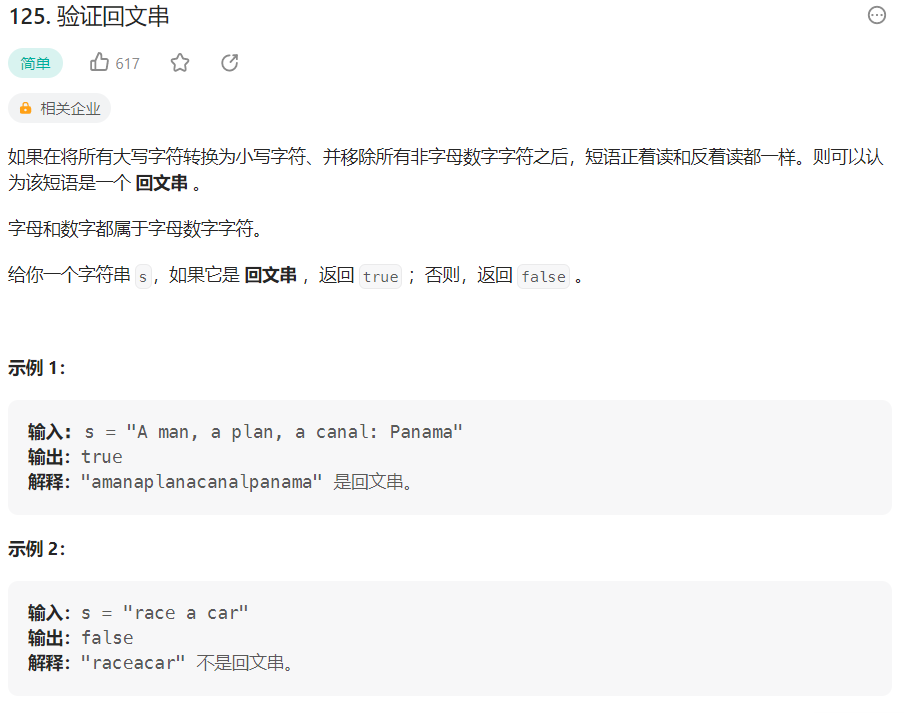 125. 验证回文串
简单
617
相关企业
如果在将所有大写字符转换为小写字符、并移除所有非字母数字字符之后，短语正着读和反着读都一样。则可以认
为该短语是一个 回文串 。
字母和数字都属于字母数字字符。
给你一个字符串 s，如果它是 回文串 ，返回 true ；否则，返回 false 。
示例 1：
输入: s = "A man, a plan, a canal: Panama"
输出：true
解释："amanaplanacanalpanama" 是回文串。
示例 2：
输入：s = "race a car"
输出：false
解释："raceacar" 不是回文串。